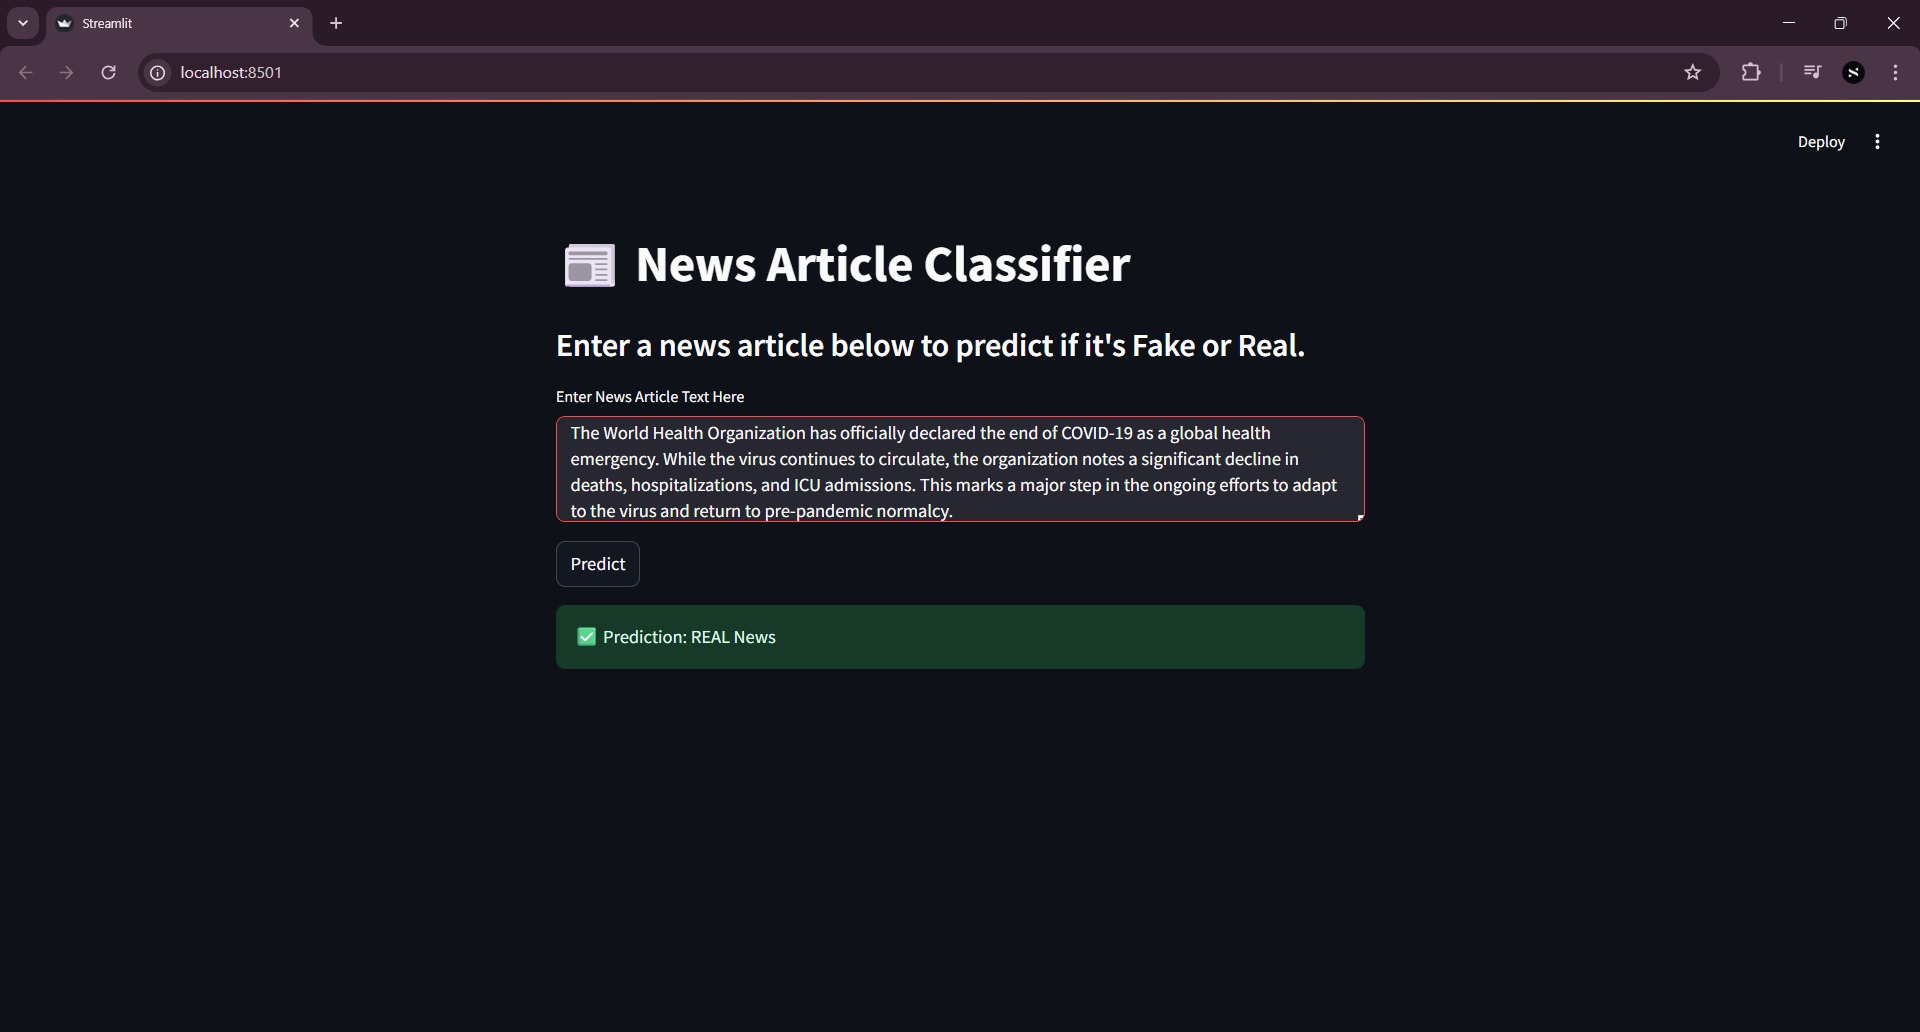 Streamlit
localhost:8501
Deploy
News Article Classifier
Enter a news article below to predict if it's Fake or Real.
Enter News Article Text Here
The World Health Organization has officially declared the end of COVID-19 as a global health
emergency. While the virus continues to circulate, the organization notes a significant decline in
deaths, hospitalizations, and ICU admissions. This marks a major step in the ongoing efforts to adapt
to the virus and return to pre-pandemic normalcy.
Predict
✅ Prediction: REAL News